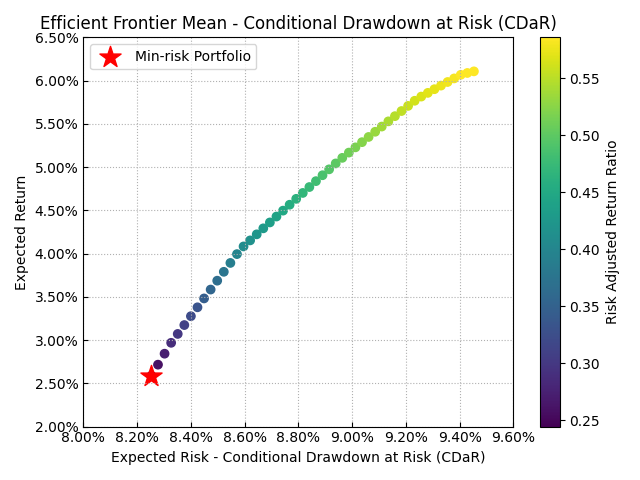 Efficient Frontier Mean - Conditional Drawdown at Risk (CDaR)
Min-risk Portfolio
Expected Return
6.50%
6.00%
5.50%
5.00%
4.50%
4.00%
3.50%
3.00%
2.50%
2.00%
8.00% 8.20% 8.40% 8.60% 8.80% 9.00% 9.20% 9.40% 9.60%
Expected Risk - Conditional Drawdown at Risk (CDaR)
0.55
0.50
0.45
0.40
0.35
0.30
0.25
Risk Adjusted Return Ratio